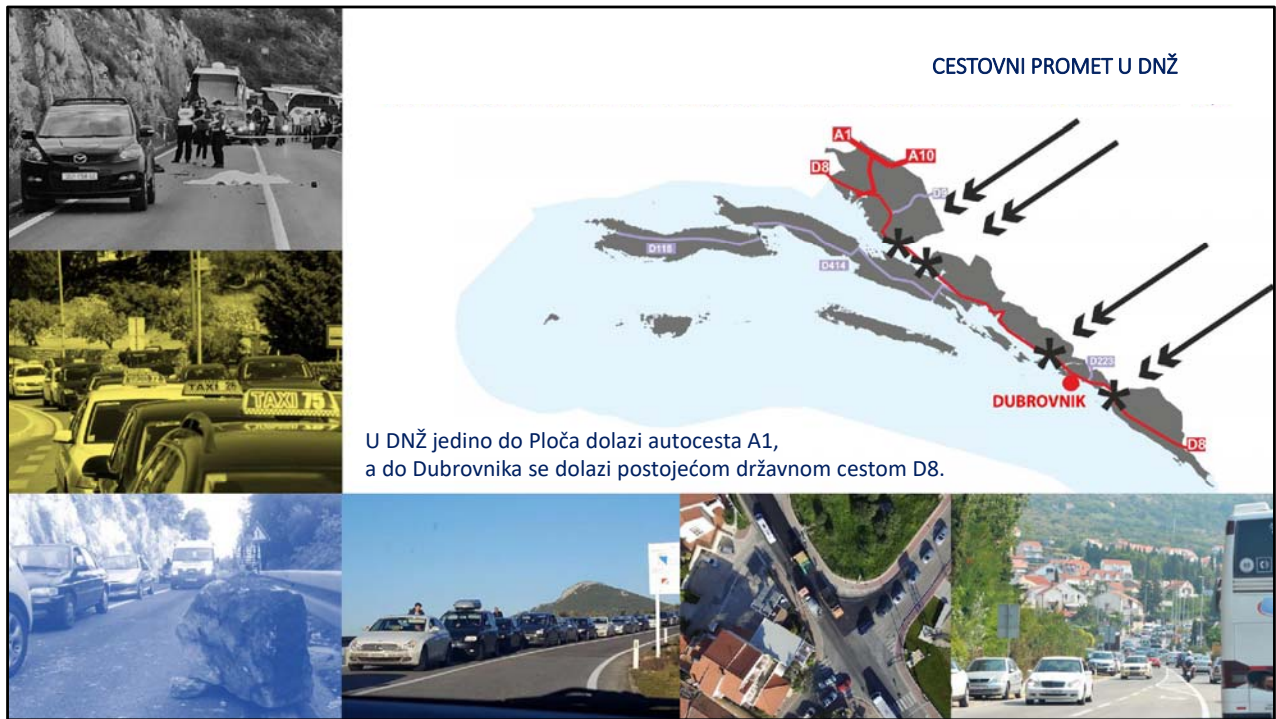 CESTOVNI PROMET U DNŽ
A1
A10
D8
D118
D414
D223
DUBROVNIK
D8
U DNŽ jedino do Ploča dolazi autocesta A1,
a do Dubrovnika se dolazi postojećom državnom cestom D8.
TAXI
TAXI 75